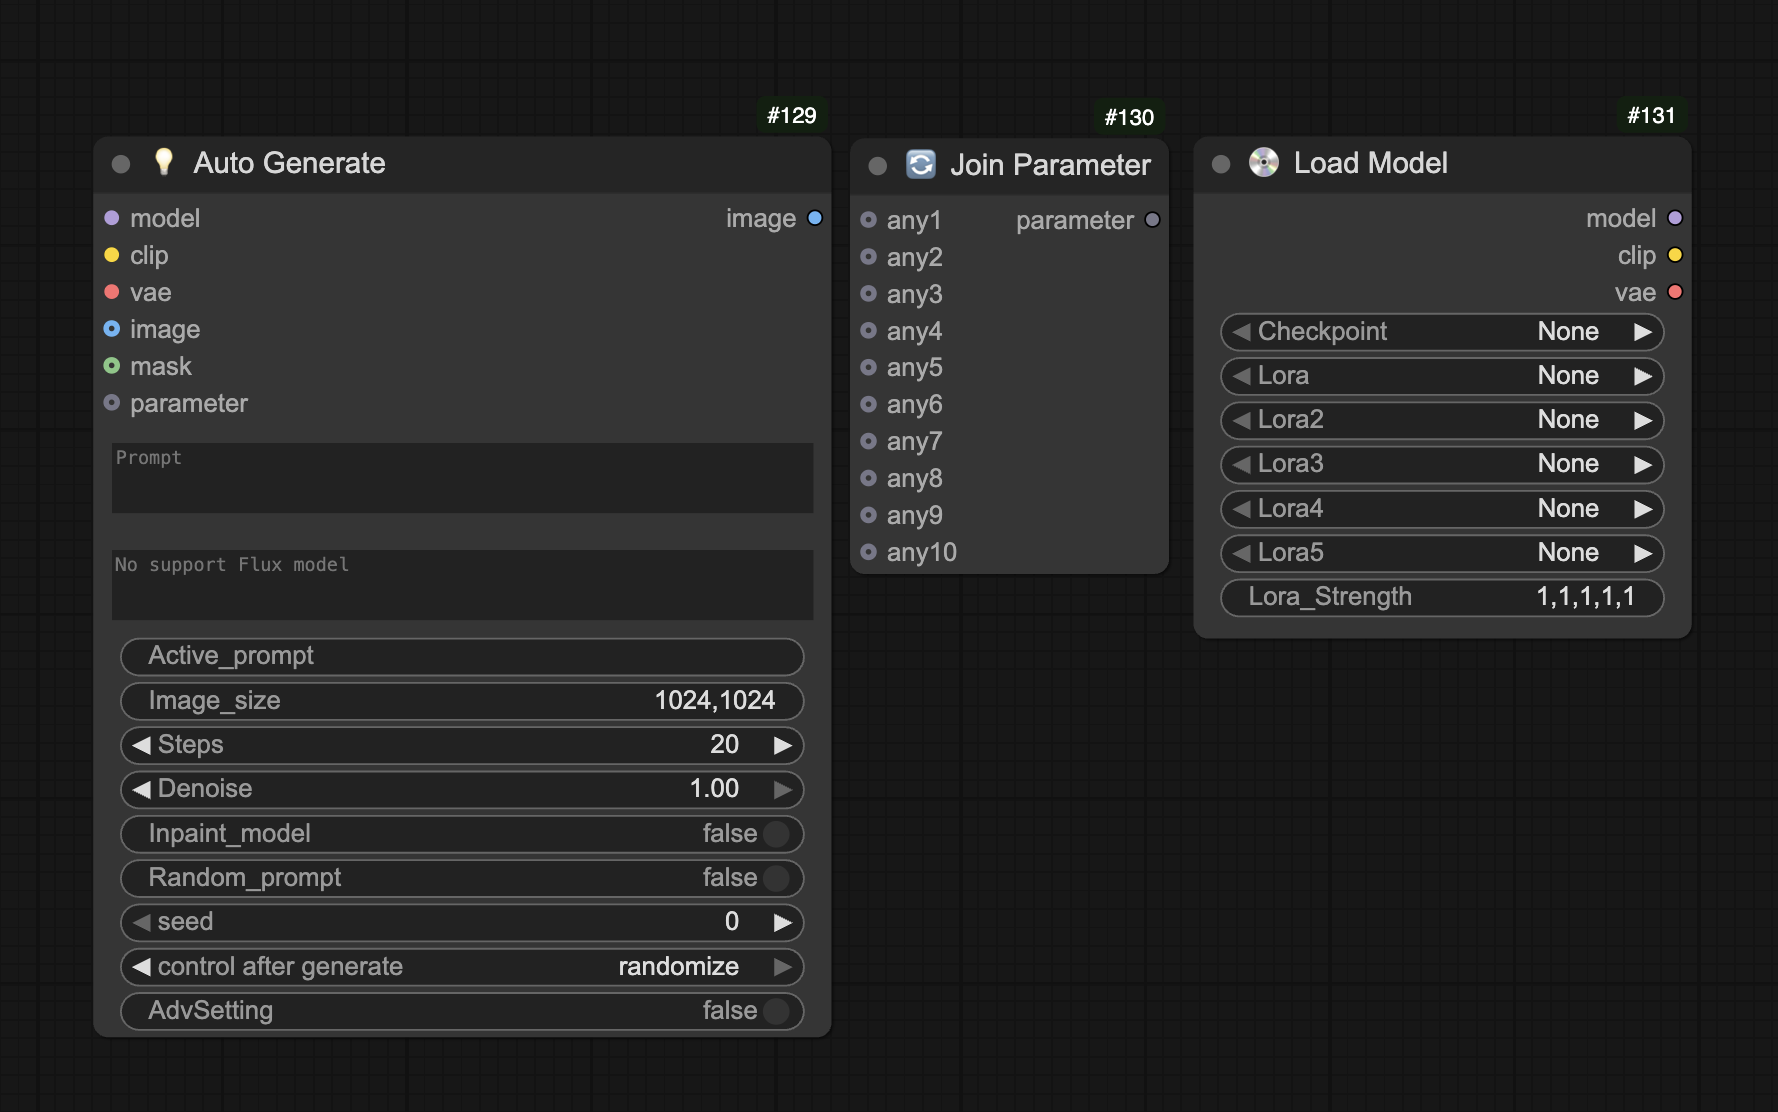 #129
Auto Generate
model
image
clip
vae
image
mask
parameter
Prompt
No support Flux model
Active_prompt
Image_size 1024,1024
Steps 20
Denoise 1.00
Inpaint_model false
Random_prompt false
seed 0
control after generate randomize
AdvSetting false
#130
Join Parameter
any1
parameter
any2
any3
any4
any5
any6
any7
any8
any9
any10
#131
Load Model
model
clip
vae
Checkpoint None
Lora None
Lora2 None
Lora3 None
Lora4 None
Lora5 None
Lora_Strength 1,1,1,1,1